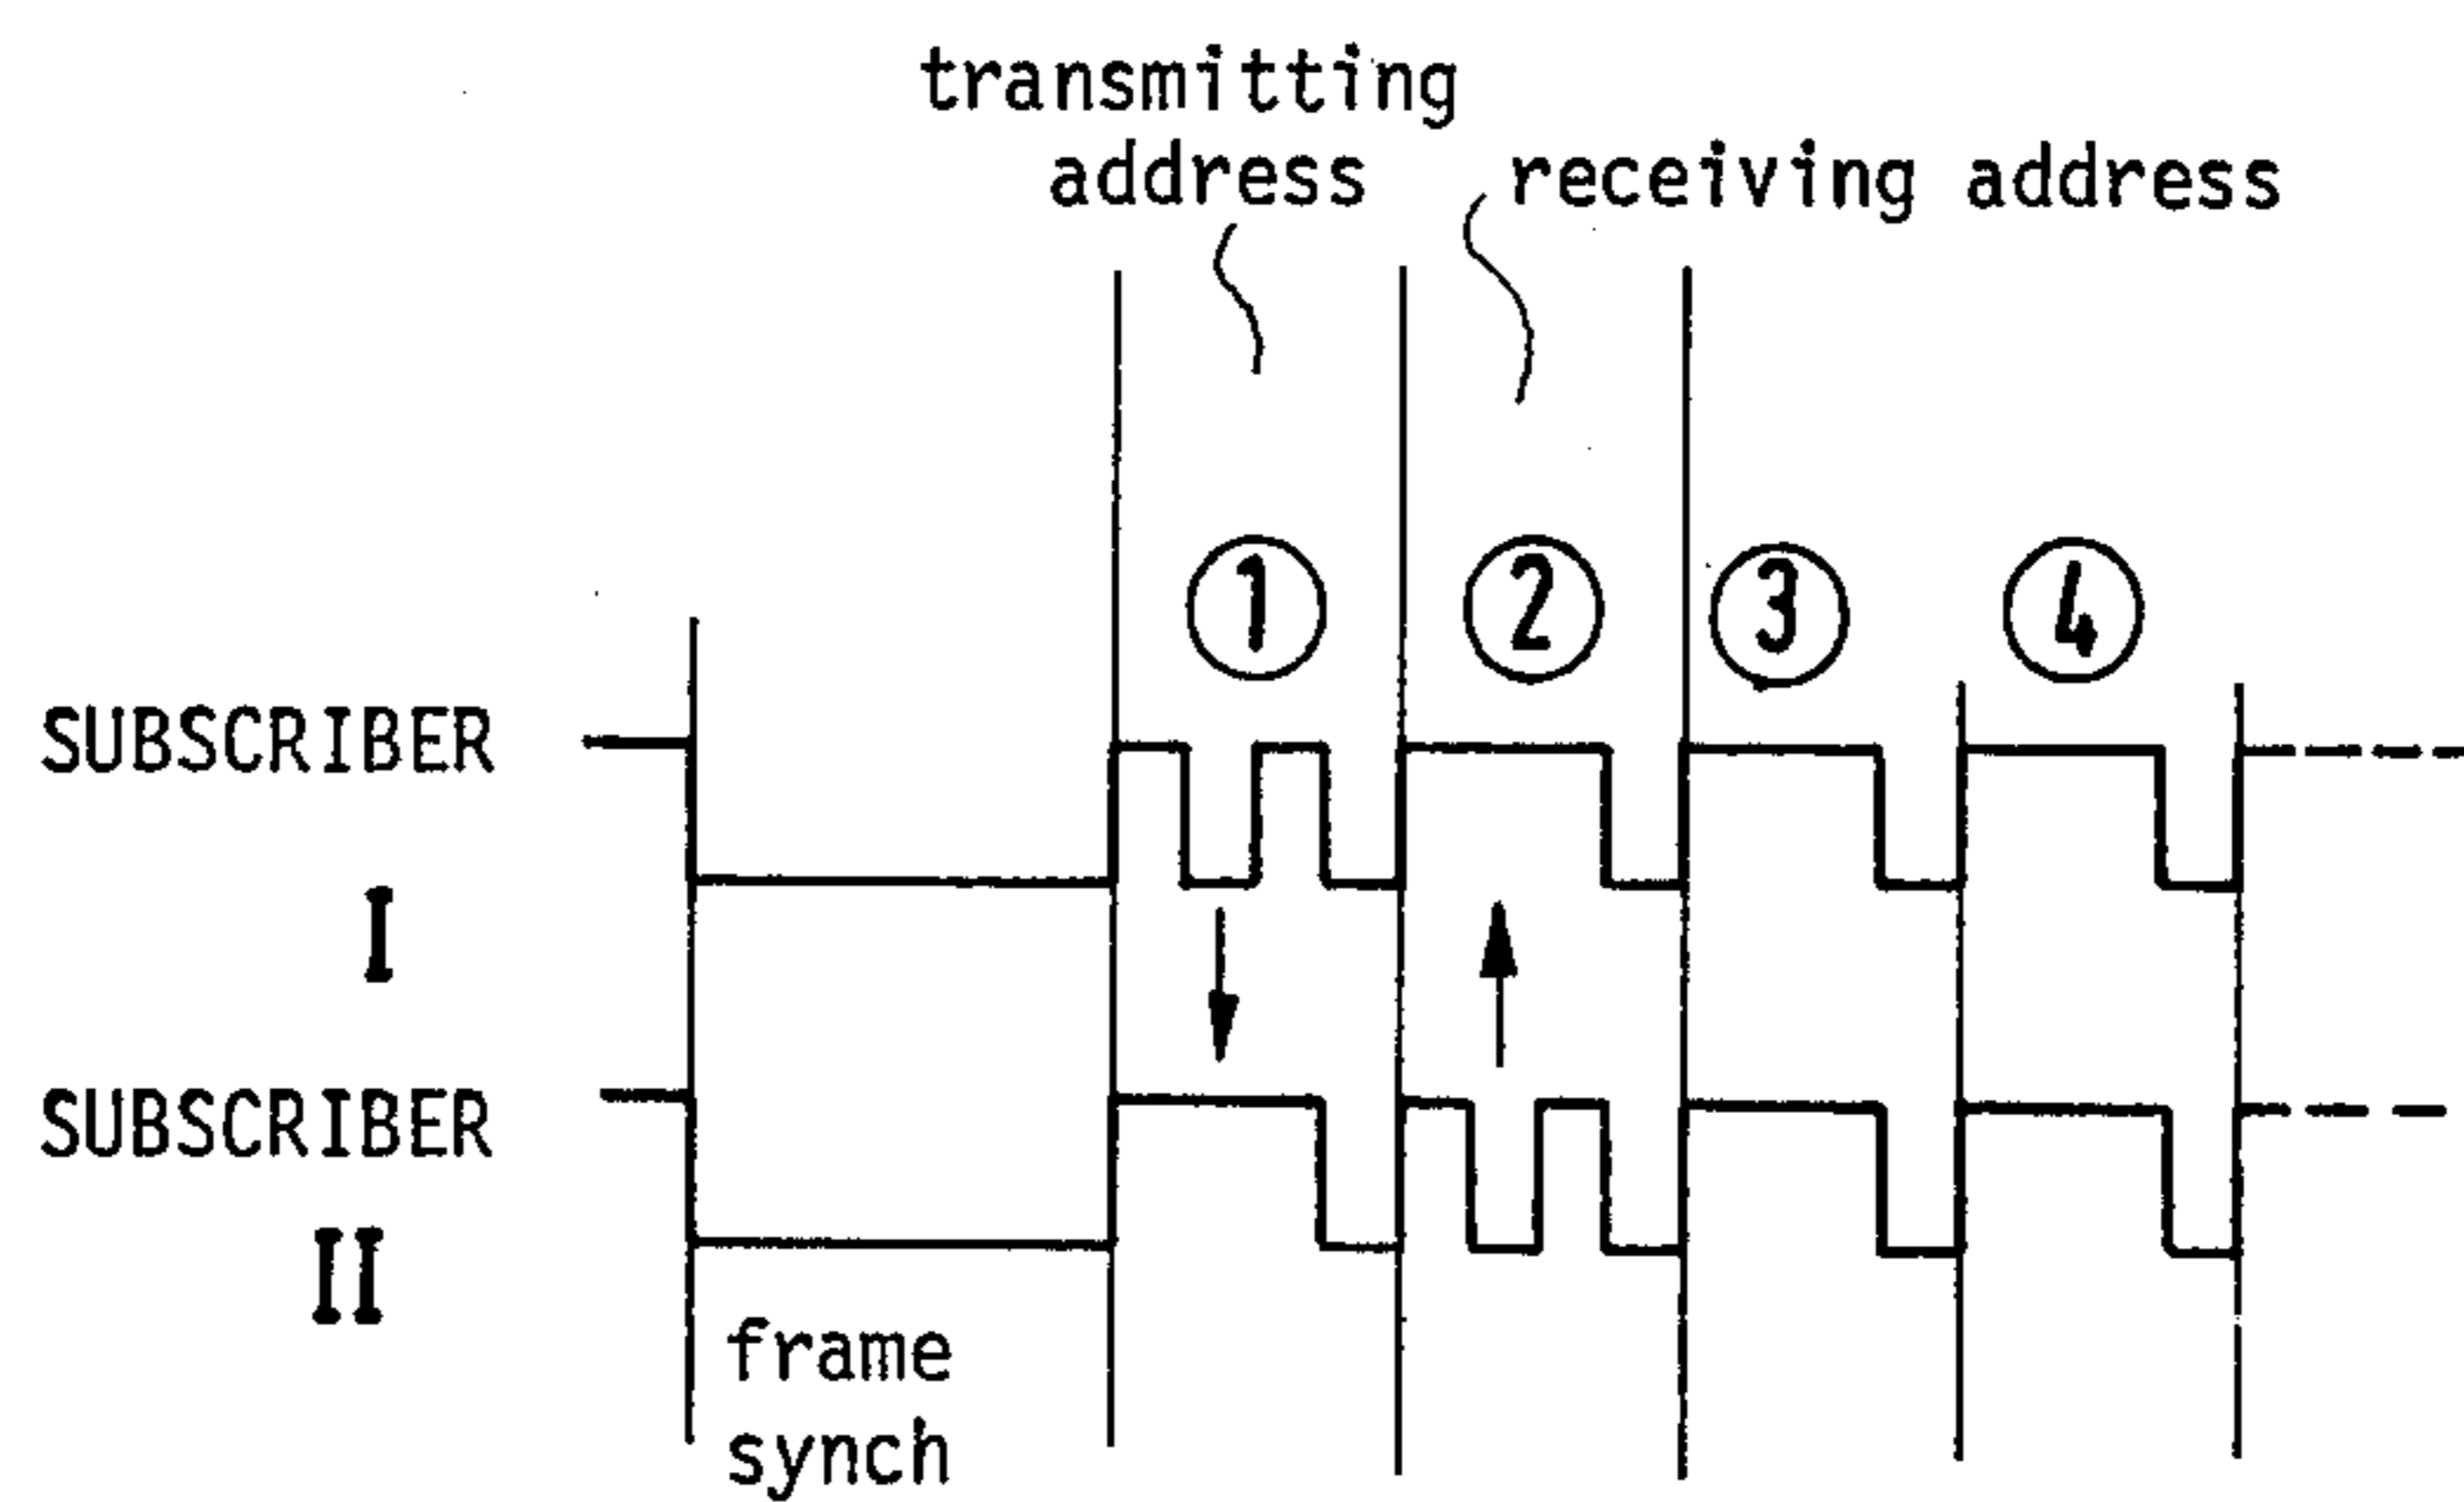 transmitting
address
receiving address
1 2 3 4
SUBSCRIBER
I
SUBSCRIBER
II
frame
synch